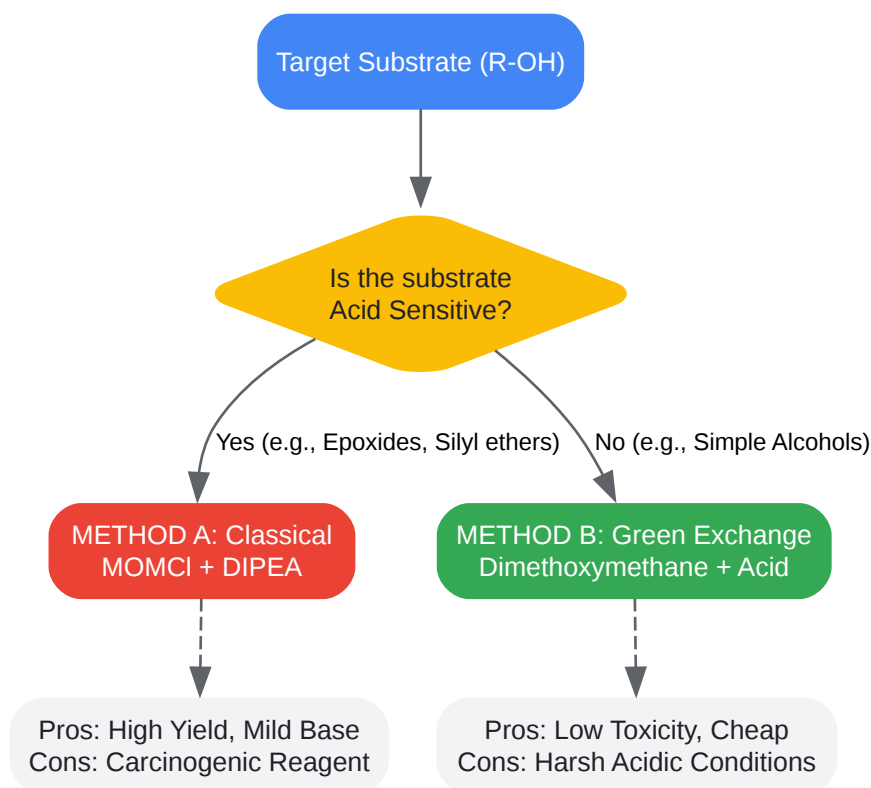 Target Substrate (R-OH)
Is the substrate
Acid Sensitive?
Yes (e.g., Epoxides, Silyl ethers)
No (e.g., Simple Alcohols)
METHOD A: Classical
MOMCl + DIPEA
METHOD B: Green Exchange
Dimethoxymethane + Acid
Pros: High Yield, Mild Base
Cons: Carcinogenic Reagent
Pros: Low Toxicity, Cheap
Cons: Harsh Acidic Conditions